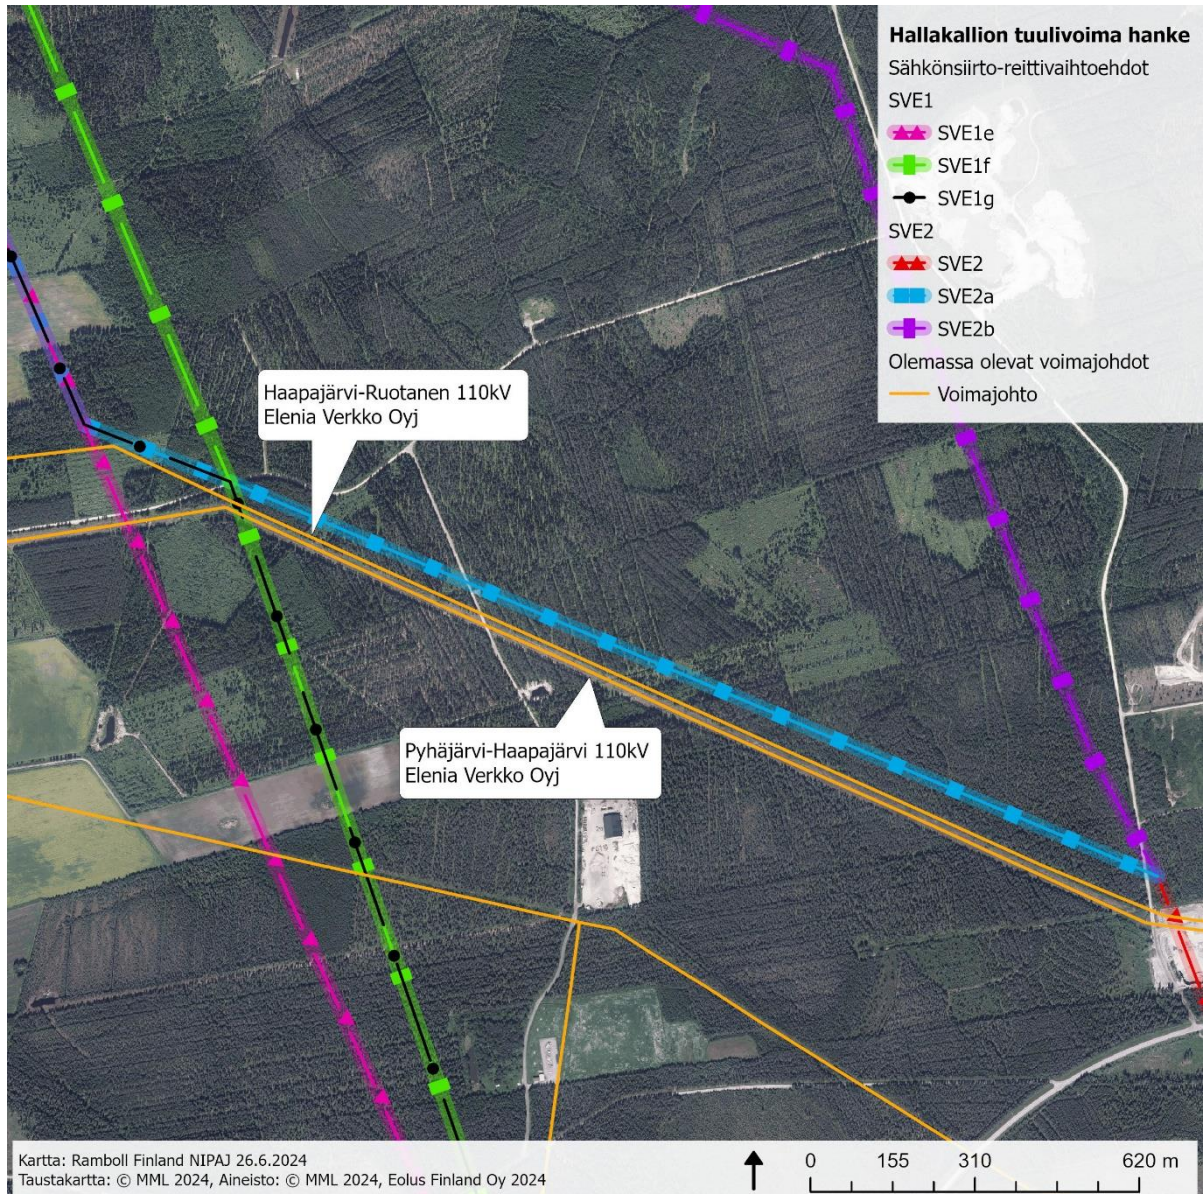 Hallakallion tuulivoima hanke
Sähkönsiirto-reittivaihtoehdot
SVE1
SVE1e
SVE1f
SVE1g
SVE2
SVE2
SVE2a
SVE2b
Olemassa olevat voimajohdot
Voimajohto
Haapajärvi-Ruotanen 110kV
Elenia Verkko Oyj
Pyhäjärvi-Haapajärvi 110kV
Elenia Verkko Oyj
Kartta: Ramboll Finland NIPAJ 26.6.2024
Taustakartta: © MML 2024, Aineisto: © MML 2024, Eolus Finland Oy 2024
0 155 310 620 m